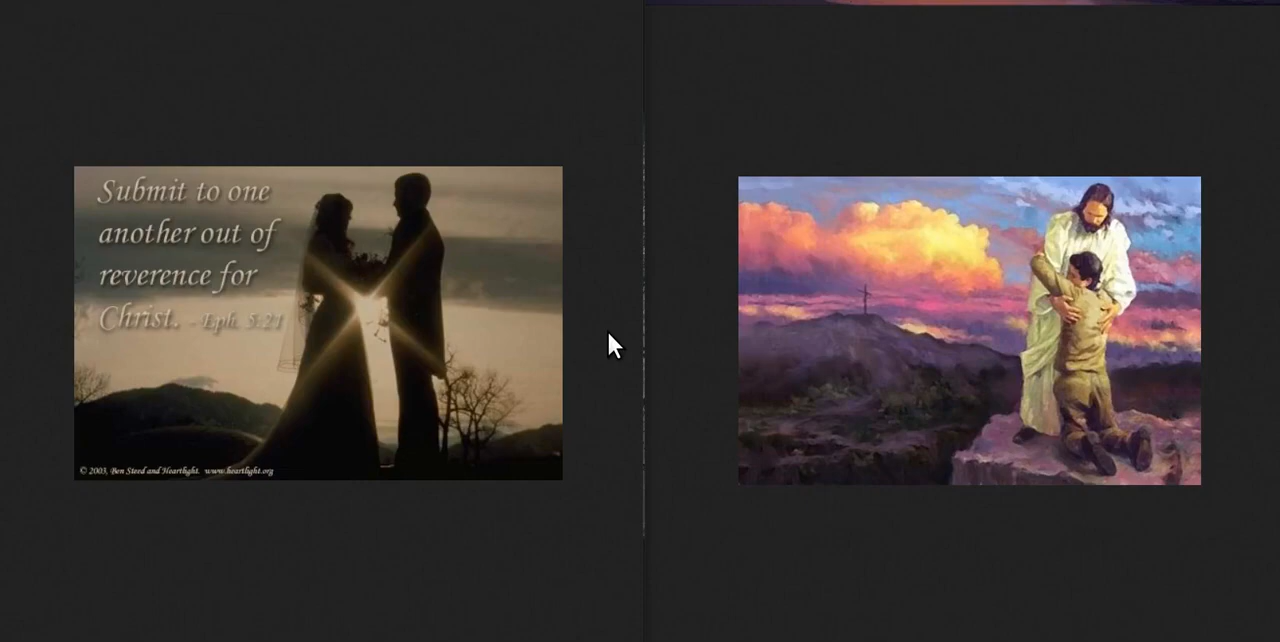 Submit to one
another out of
reverence for
Christ. - Eph. 5:21
© 2003, Ben Steed and Heartlight. www.heartlight.org